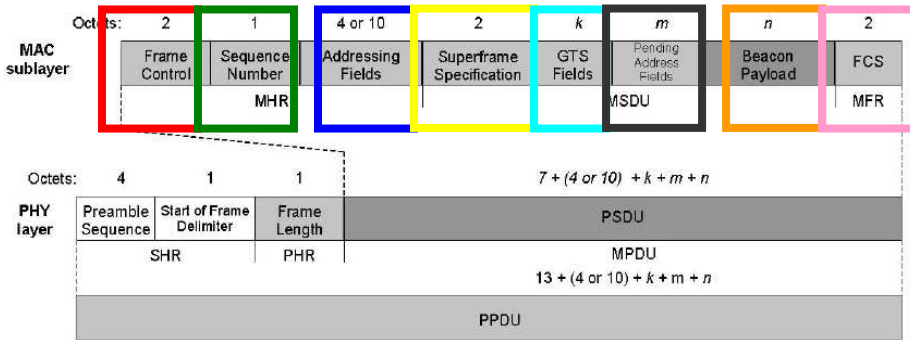 Octets: 2 1 4 or 10 2 k m n 2
MAC sublayer
Frame Control
Sequence Number
Addressing Fields
Superframe Specification
GTS Fields
Pending Address Fields
Beacon Payload
FCS
MHR MSDU MFR
Octets: 4 1 1 7 + (4 or 10) + k + m + n
PHY layer
Preamble Sequence
Start of Frame Delimiter
Frame Length
PSDU
SHR PHR MPDU
13 + (4 or 10) + k + m + n
PPDU